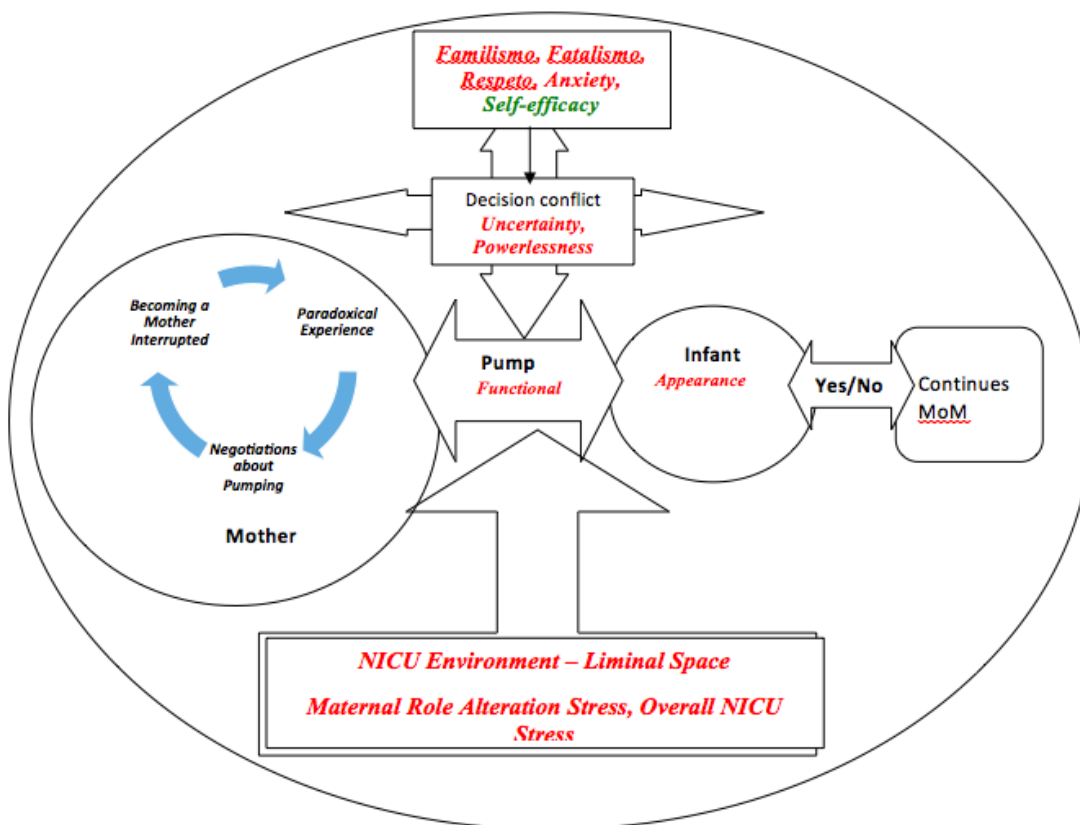 Familismo, Fatalismo,
Respeto, Anxiety,
Self-efficacy
Decision conflict
Uncertainty,
Powerlessness
Becoming a
Mother
Interrupted
Paradoxical
Experience
Negotiations
about
Pumping
Mother
Pump
Functional
Infant
Appearance
Yes/No
Continues
MoM
NICU Environment – Liminal Space
Maternal Role Alteration Stress, Overall NICU
Stress